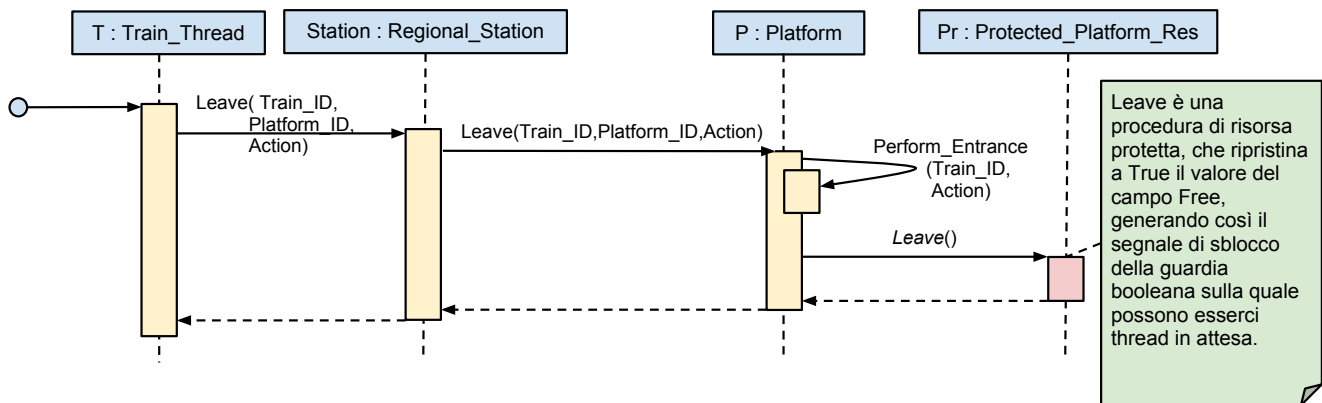 T : Train_Thread
Station : Regional_Station
P : Platform
Pr : Protected_Platform_Res
Leave( Train_ID,
Platform_ID,
Action)
Leave(Train_ID,Platform_ID,Action)
Perform_Entrance
(Train_ID,
Action)
Leave()
Leave è una
procedura di risorsa
protetta, che ripristina
a True il valore del
campo Free,
generando così il
segnale di sblocco
della guardia
booleana sulla quale
possono esserci
thread in attesa.